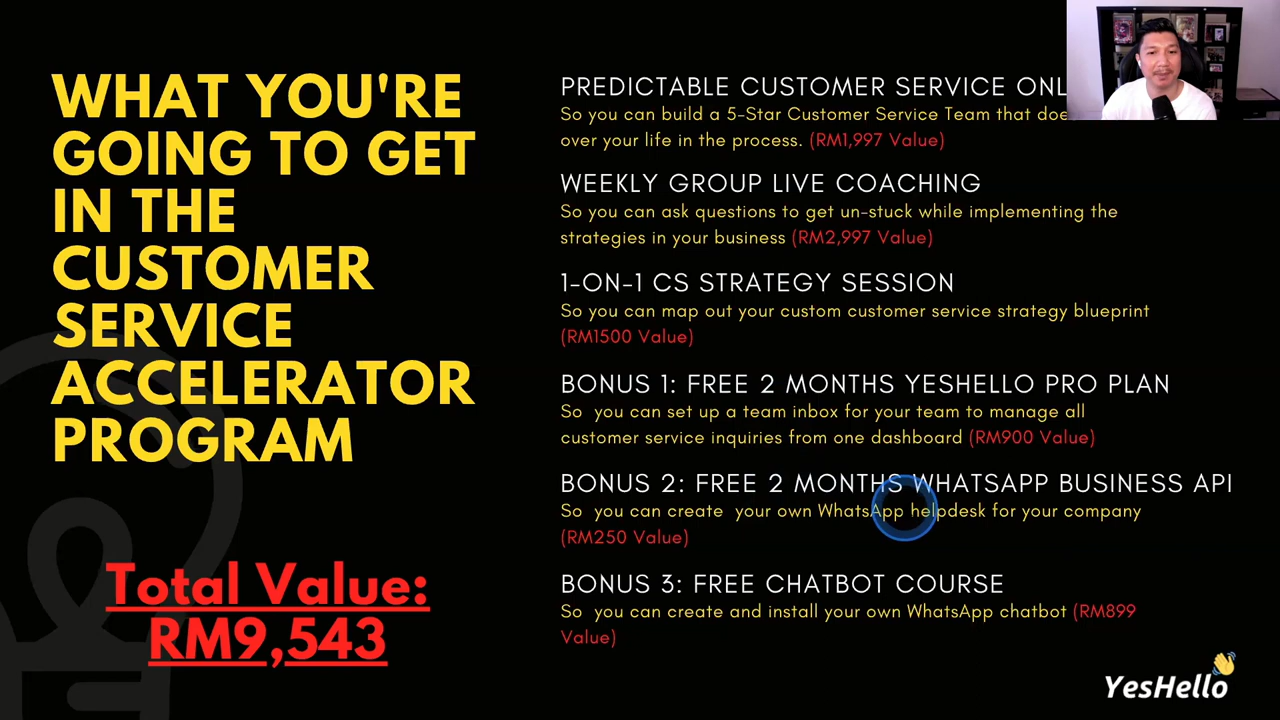 WHAT YOU'RE
GOING TO GET
IN THE
CUSTOMER
SERVICE
ACCELERATOR
PROGRAM
Total Value:
RM9,543
PREDICTABLE CUSTOMER SERVICE
So you can build a 5-Star Customer Service Team that
over your life in the process. (RM1,997 Value)
WEEKLY GROUP LIVE COACHING
So you can ask questions to get un-stuck while implementing the
strategies in your business (RM2,997 Value)
1-ON-1 CS STRATEGY SESSION
So you can map out your custom customer service strategy blueprint
(RM1500 Value)
BONUS 1: FREE 2 MONTHS YESHELLO PRO PLAN
So you can set up a team inbox for your team to manage all
customer service inquiries from one dashboard (RM900 Value)
BONUS 2: FREE 2 MONTHS WHATSAPP BUSINESS API
So you can create your own WhatsApp helpdesk for your company
(RM250 Value)
BONUS 3: FREE CHATBOT COURSE
So you can create and install your own WhatsApp chatbot (RM899
Value)
YesHello